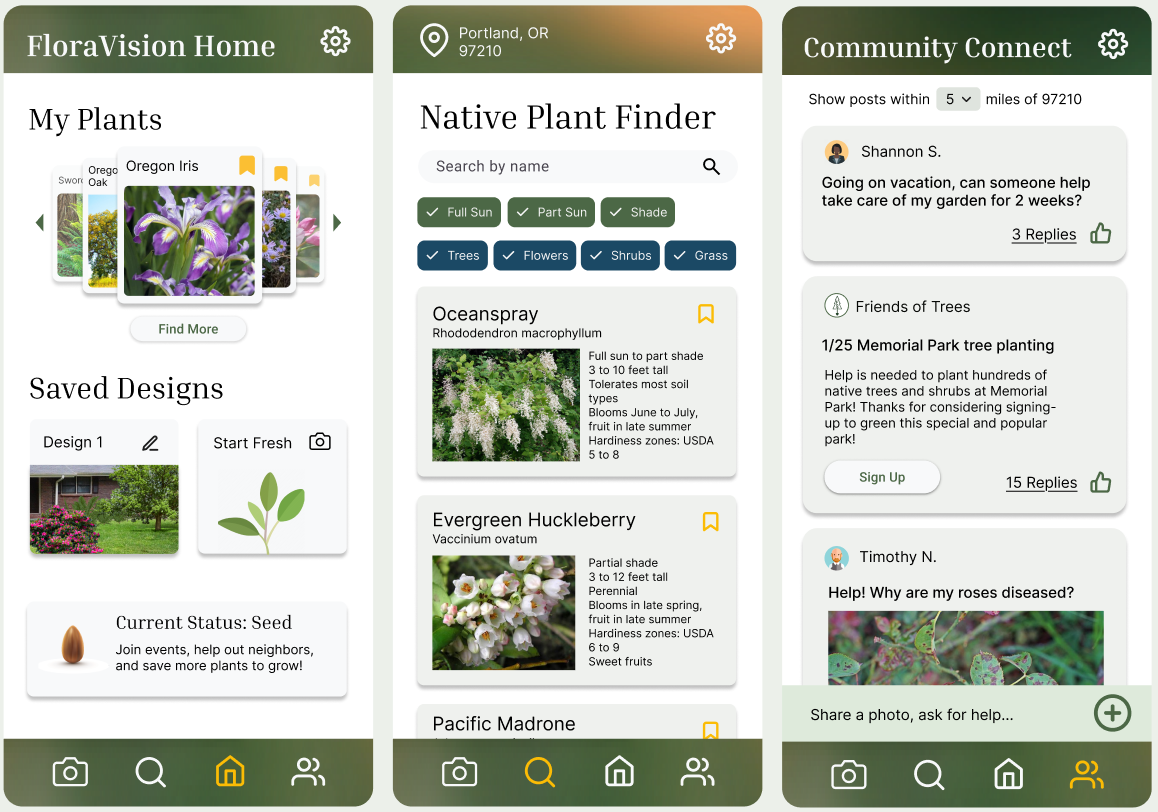 FloraVision Home
My Plants
Oregon Iris
Orego
Oak
Find More
Saved Designs
Design 1
Start Fresh
Current Status: Seed
Join events, help out neighbors,
and save more plants to grow!
Portland, OR
97210
Native Plant Finder
Search by name
Full Sun
Part Sun
Shade
Trees
Flowers
Shrubs
Grass
Oceanspray
Rhododendron macrophyllum
Full sun to part shade
3 to 10 feet tall
Tolerates most soil
types
Blooms June to July,
fruit in late summer
Hardiness zones: USDA
5 to 8
Evergreen Huckleberry
Vaccinium ovatum
Partial shade
3 to 12 feet tall
Perennial
Blooms in late spring,
fruit in late summer
Hardiness zones: USDA
6 to 9
Sweet fruits
Pacific Madrone
Community Connect
Show posts within 5 miles of 97210
Shannon S.
Going on vacation, can someone help
take care of my garden for 2 weeks?
3 Replies
Friends of Trees
1/25 Memorial Park tree planting
Help is needed to plant hundreds of
native trees and shrubs at Memorial
Park! Thanks for considering signing-
up to green this special and popular
park!
Sign Up
15 Replies
Timothy N.
Help! Why are my roses diseased?
Share a photo, ask for help...